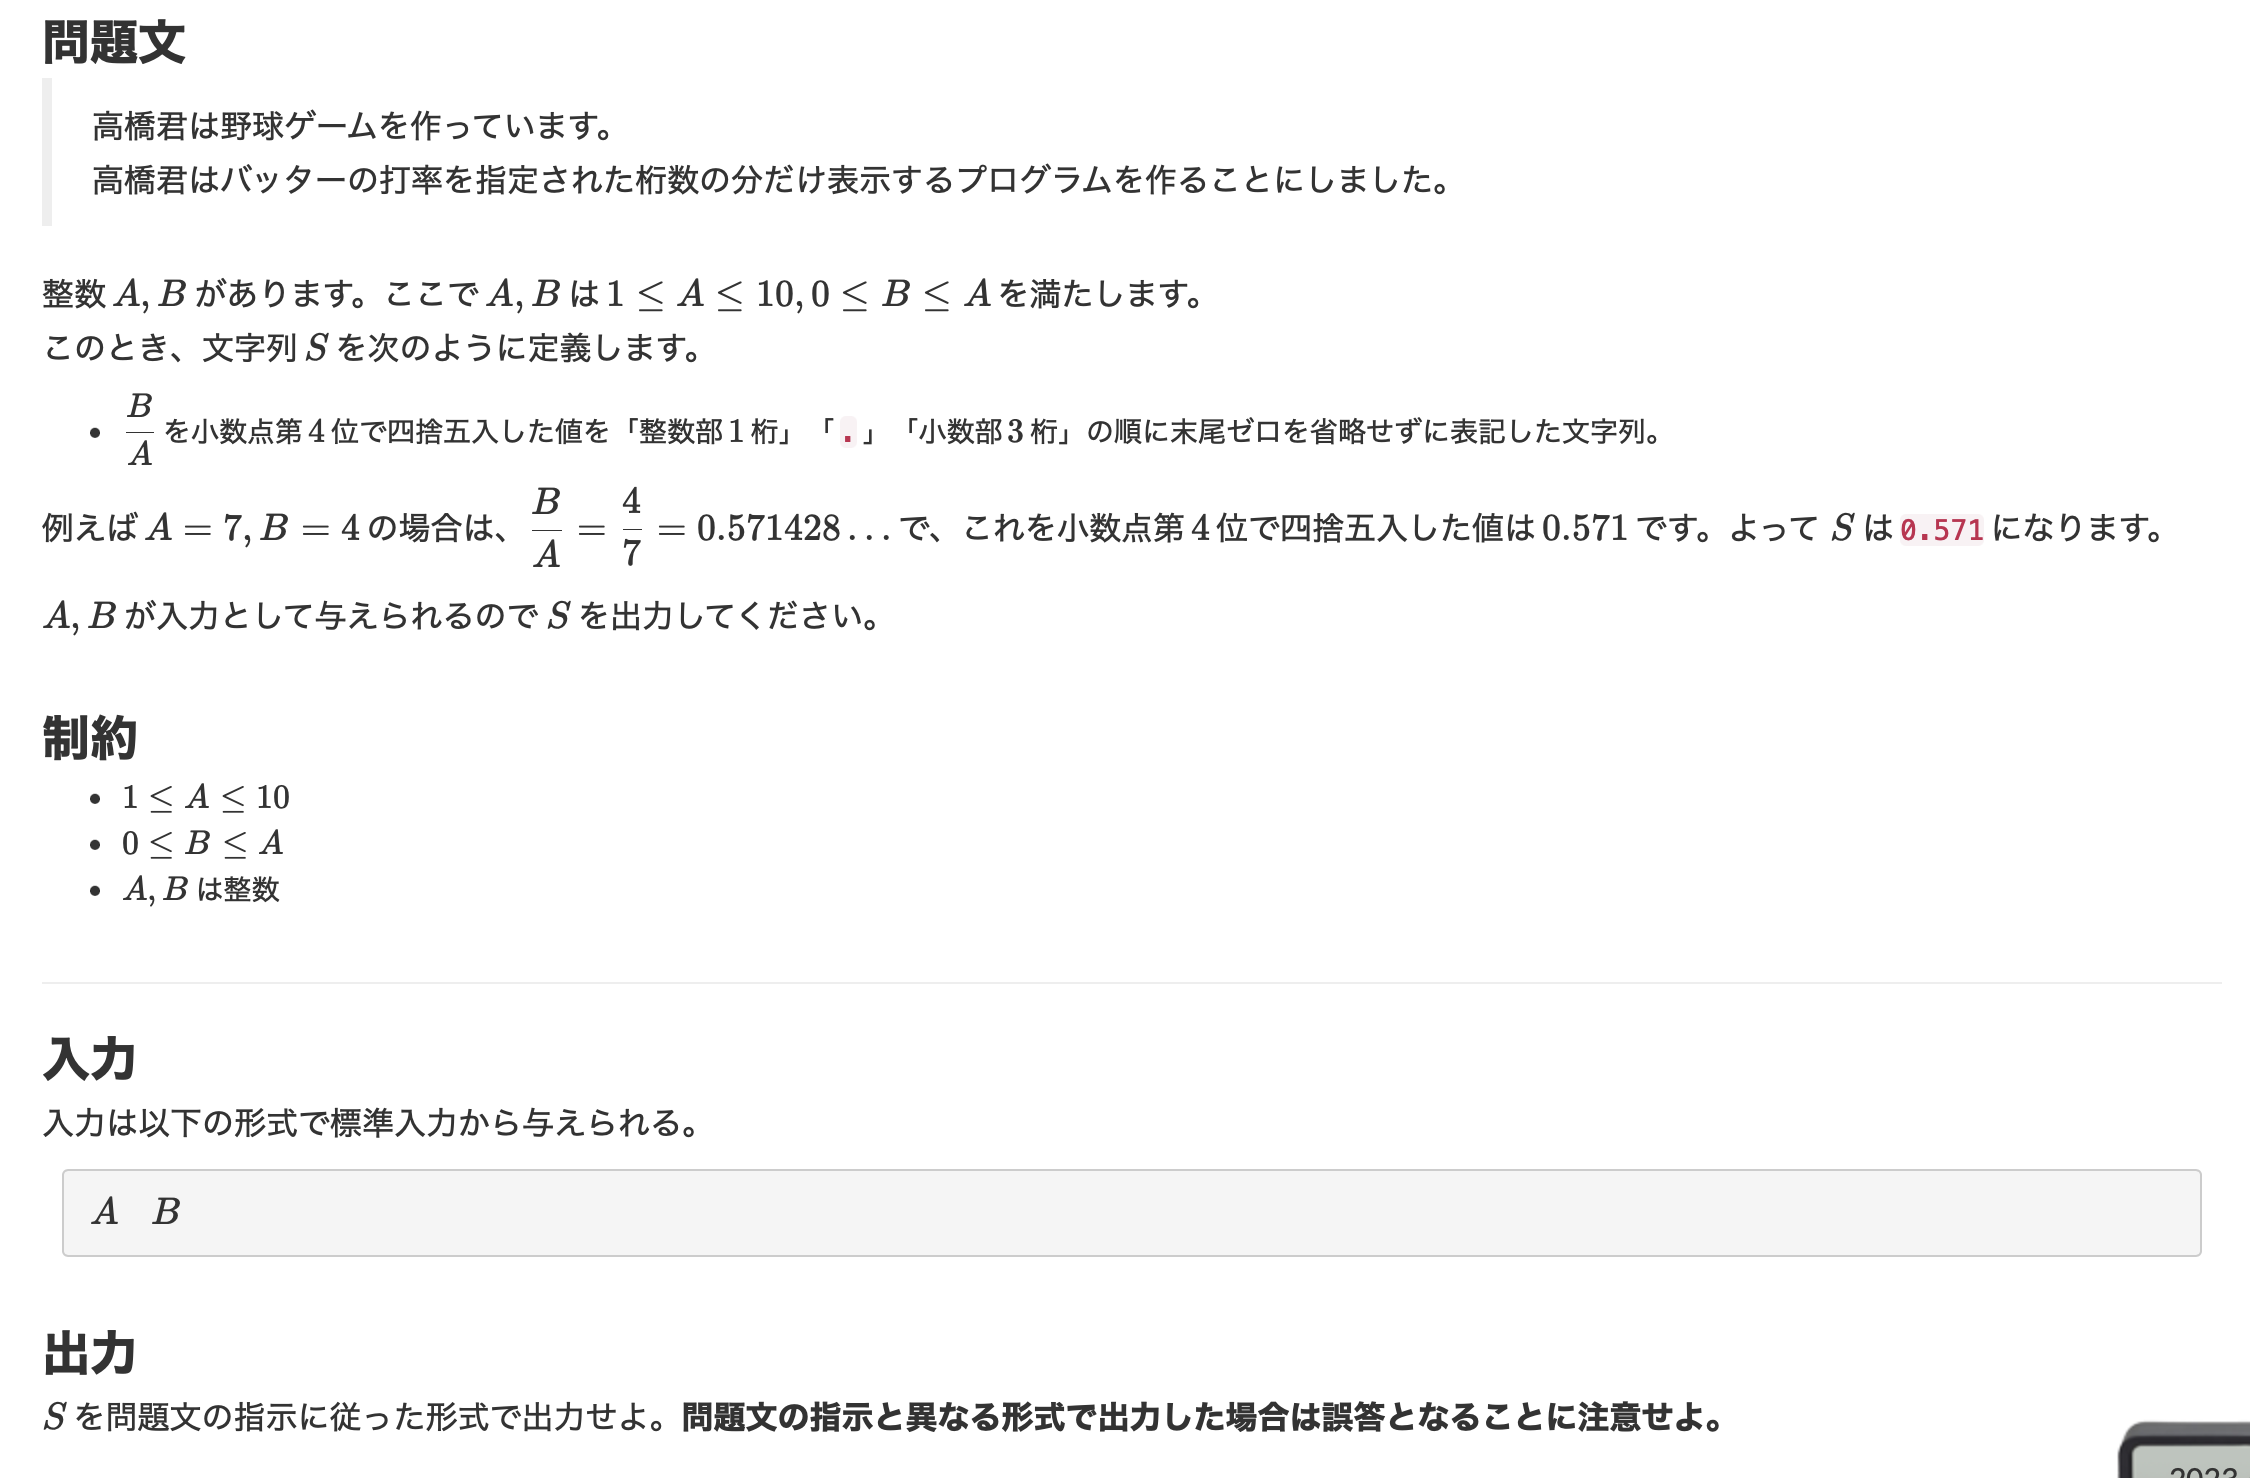 問題文
高橋君は野球ゲームを作っています。
高橋君はバッターの打率を指定された桁数の分だけ表示するプログラムを作ることにしました。
整数 A, B があります。ここで A, B は 1 ≤ A ≤ 10, 0 ≤ B ≤ A を満たします。
このとき、文字列 S を次のように定義します。
• B/A を小数点第 4 位で四捨五入した値を「整数部 1 桁」「.」「小数部 3 桁」の順に末尾ゼロを省略せずに表記した文字列。
例えば A = 7, B = 4 の場合は、B/A = 4/7 = 0.571428... で、これを小数点第 4 位で四捨五入した値は 0.571 です。よって S は 0.571 になります。
A, B が入力として与えられるので S を出力してください。
制約
• 1 ≤ A ≤ 10
• 0 ≤ B ≤ A
• A, B は整数
入力
入力は以下の形式で標準入力から与えられる。
A B
出力
S を問題文の指示に従った形式で出力せよ。問題文の指示と異なる形式で出力した場合は誤答となることに注意せよ。